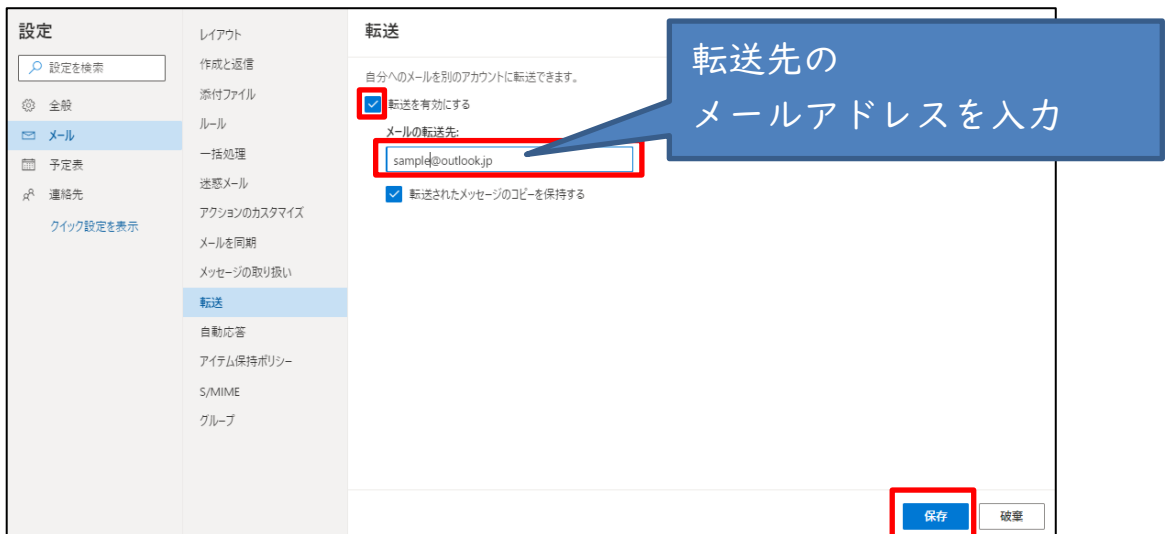 設定
設定を検索
全般
メール
予定表
連絡先
クイック設定を表示
レイアウト
作成と返信
添付ファイル
ルール
一括処理
迷惑メール
アクションのカスタマイズ
メールを同期
メッセージの取り扱い
転送
自動応答
アイテム保持ポリシー
S/MIME
グループ
転送
自分へのメールを別のアカウントに転送できます。
転送を有効にする
メールの転送先:
sample@outlook.jp
転送されたメッセージのコピーを保持する
転送先の
メールアドレスを入力
保存
破棄